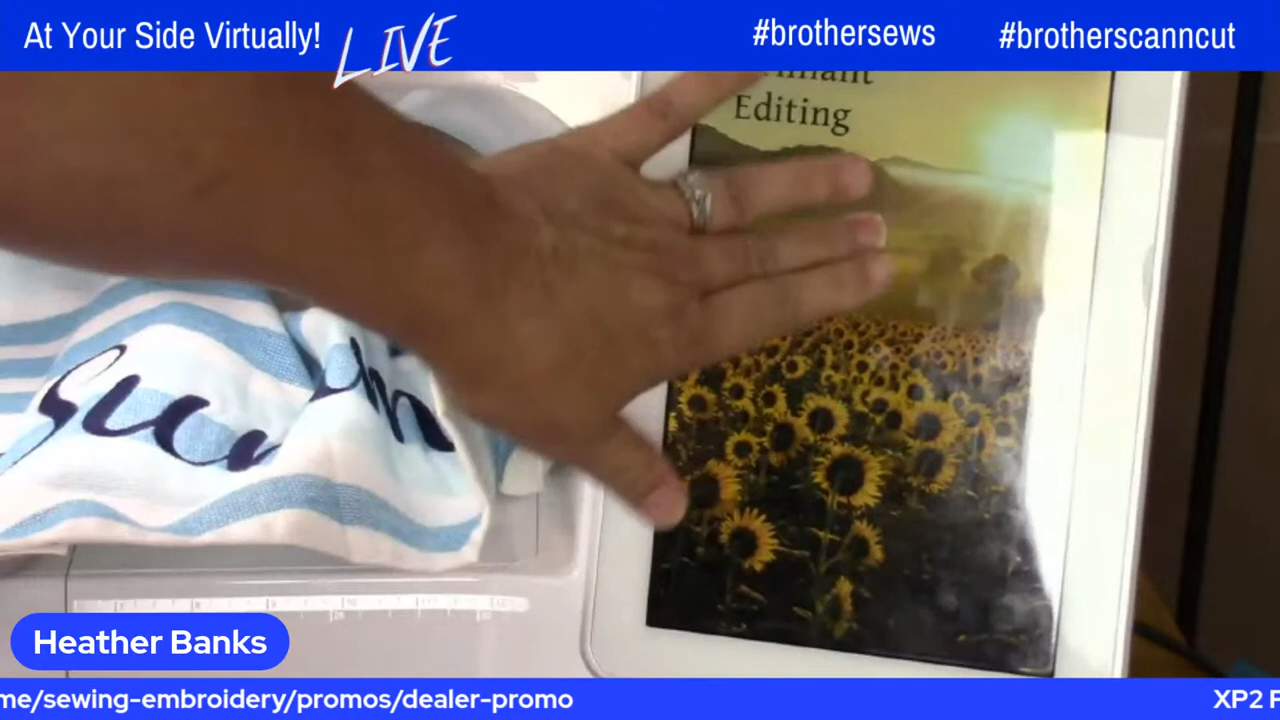 At Your Side Virtually!
LIVE
#brothersews
#brotherscanncut
Editing
Heather Banks
me/sewing-embroidery/promos/dealer-promo
XP2